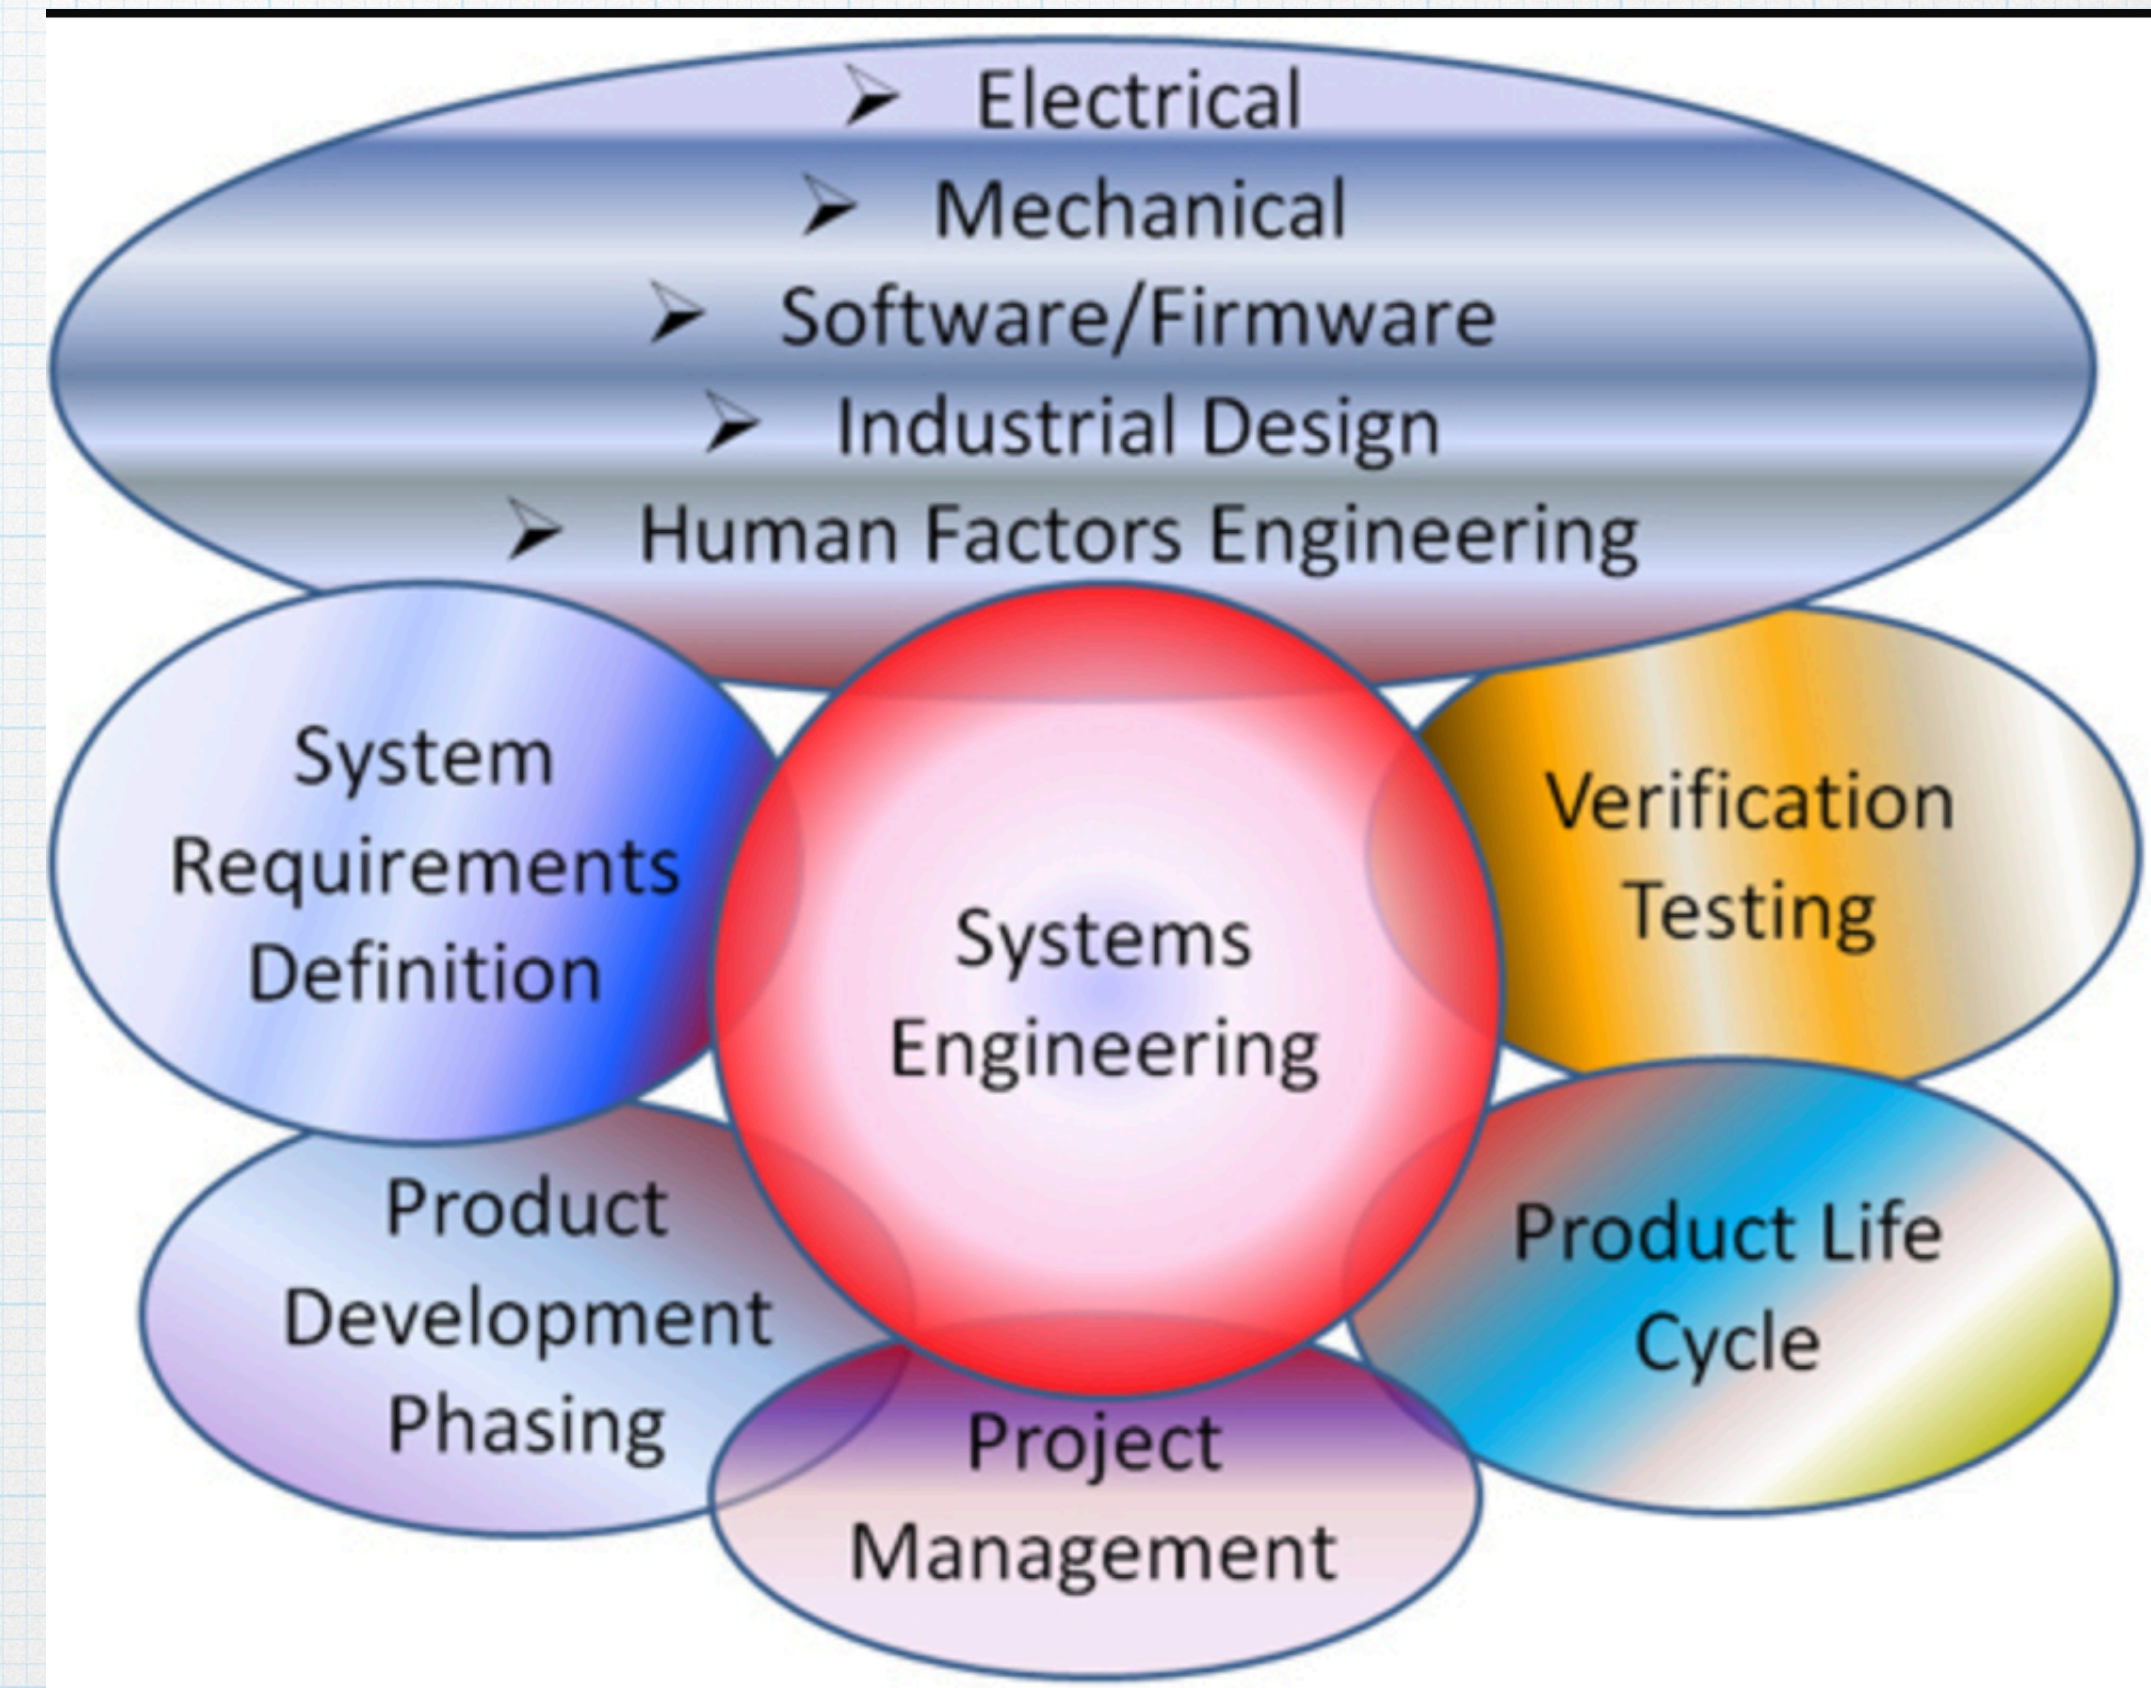 ➢ Electrical
➢ Mechanical
➢ Software/Firmware
➢ Industrial Design
➢ Human Factors Engineering
System
Requirements
Definition
Systems
Engineering
Verification
Testing
Product
Development
Phasing
Project
Management
Product Life
Cycle